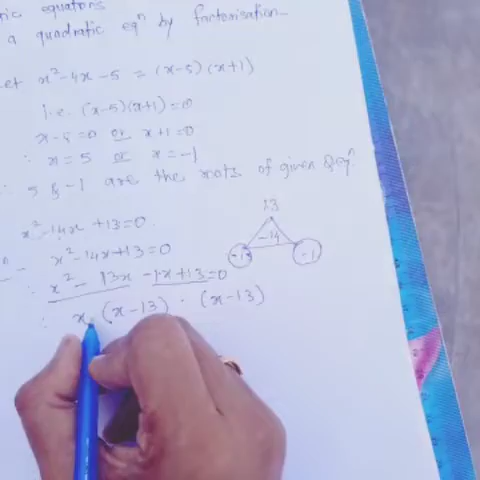 ric equations
a quadratic eqⁿ by factorisation
et x²-4x-5 = (x-5)(x+1)
i.e. (x-5)(x+1)=0
x-5=0 or x+1=0
∴ x=5 or x=-1
∴ 5 & -1 are the roots of given Q.Eqⁿ.
x²-14x+13=0.
x²-14x+13=0
∴ x²-13x -1x+13=0
∴ x (x-13) · (x-13)
13
-14
-13 -1